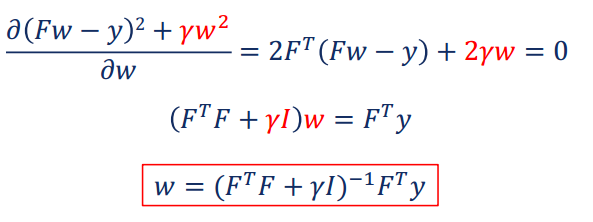 ∂(Fw − y)² + γw² / ∂w = 2Fᵀ(Fw − y) + 2γw = 0
(FᵀF + γI)w = Fᵀy
w = (FᵀF + γI)⁻¹Fᵀy